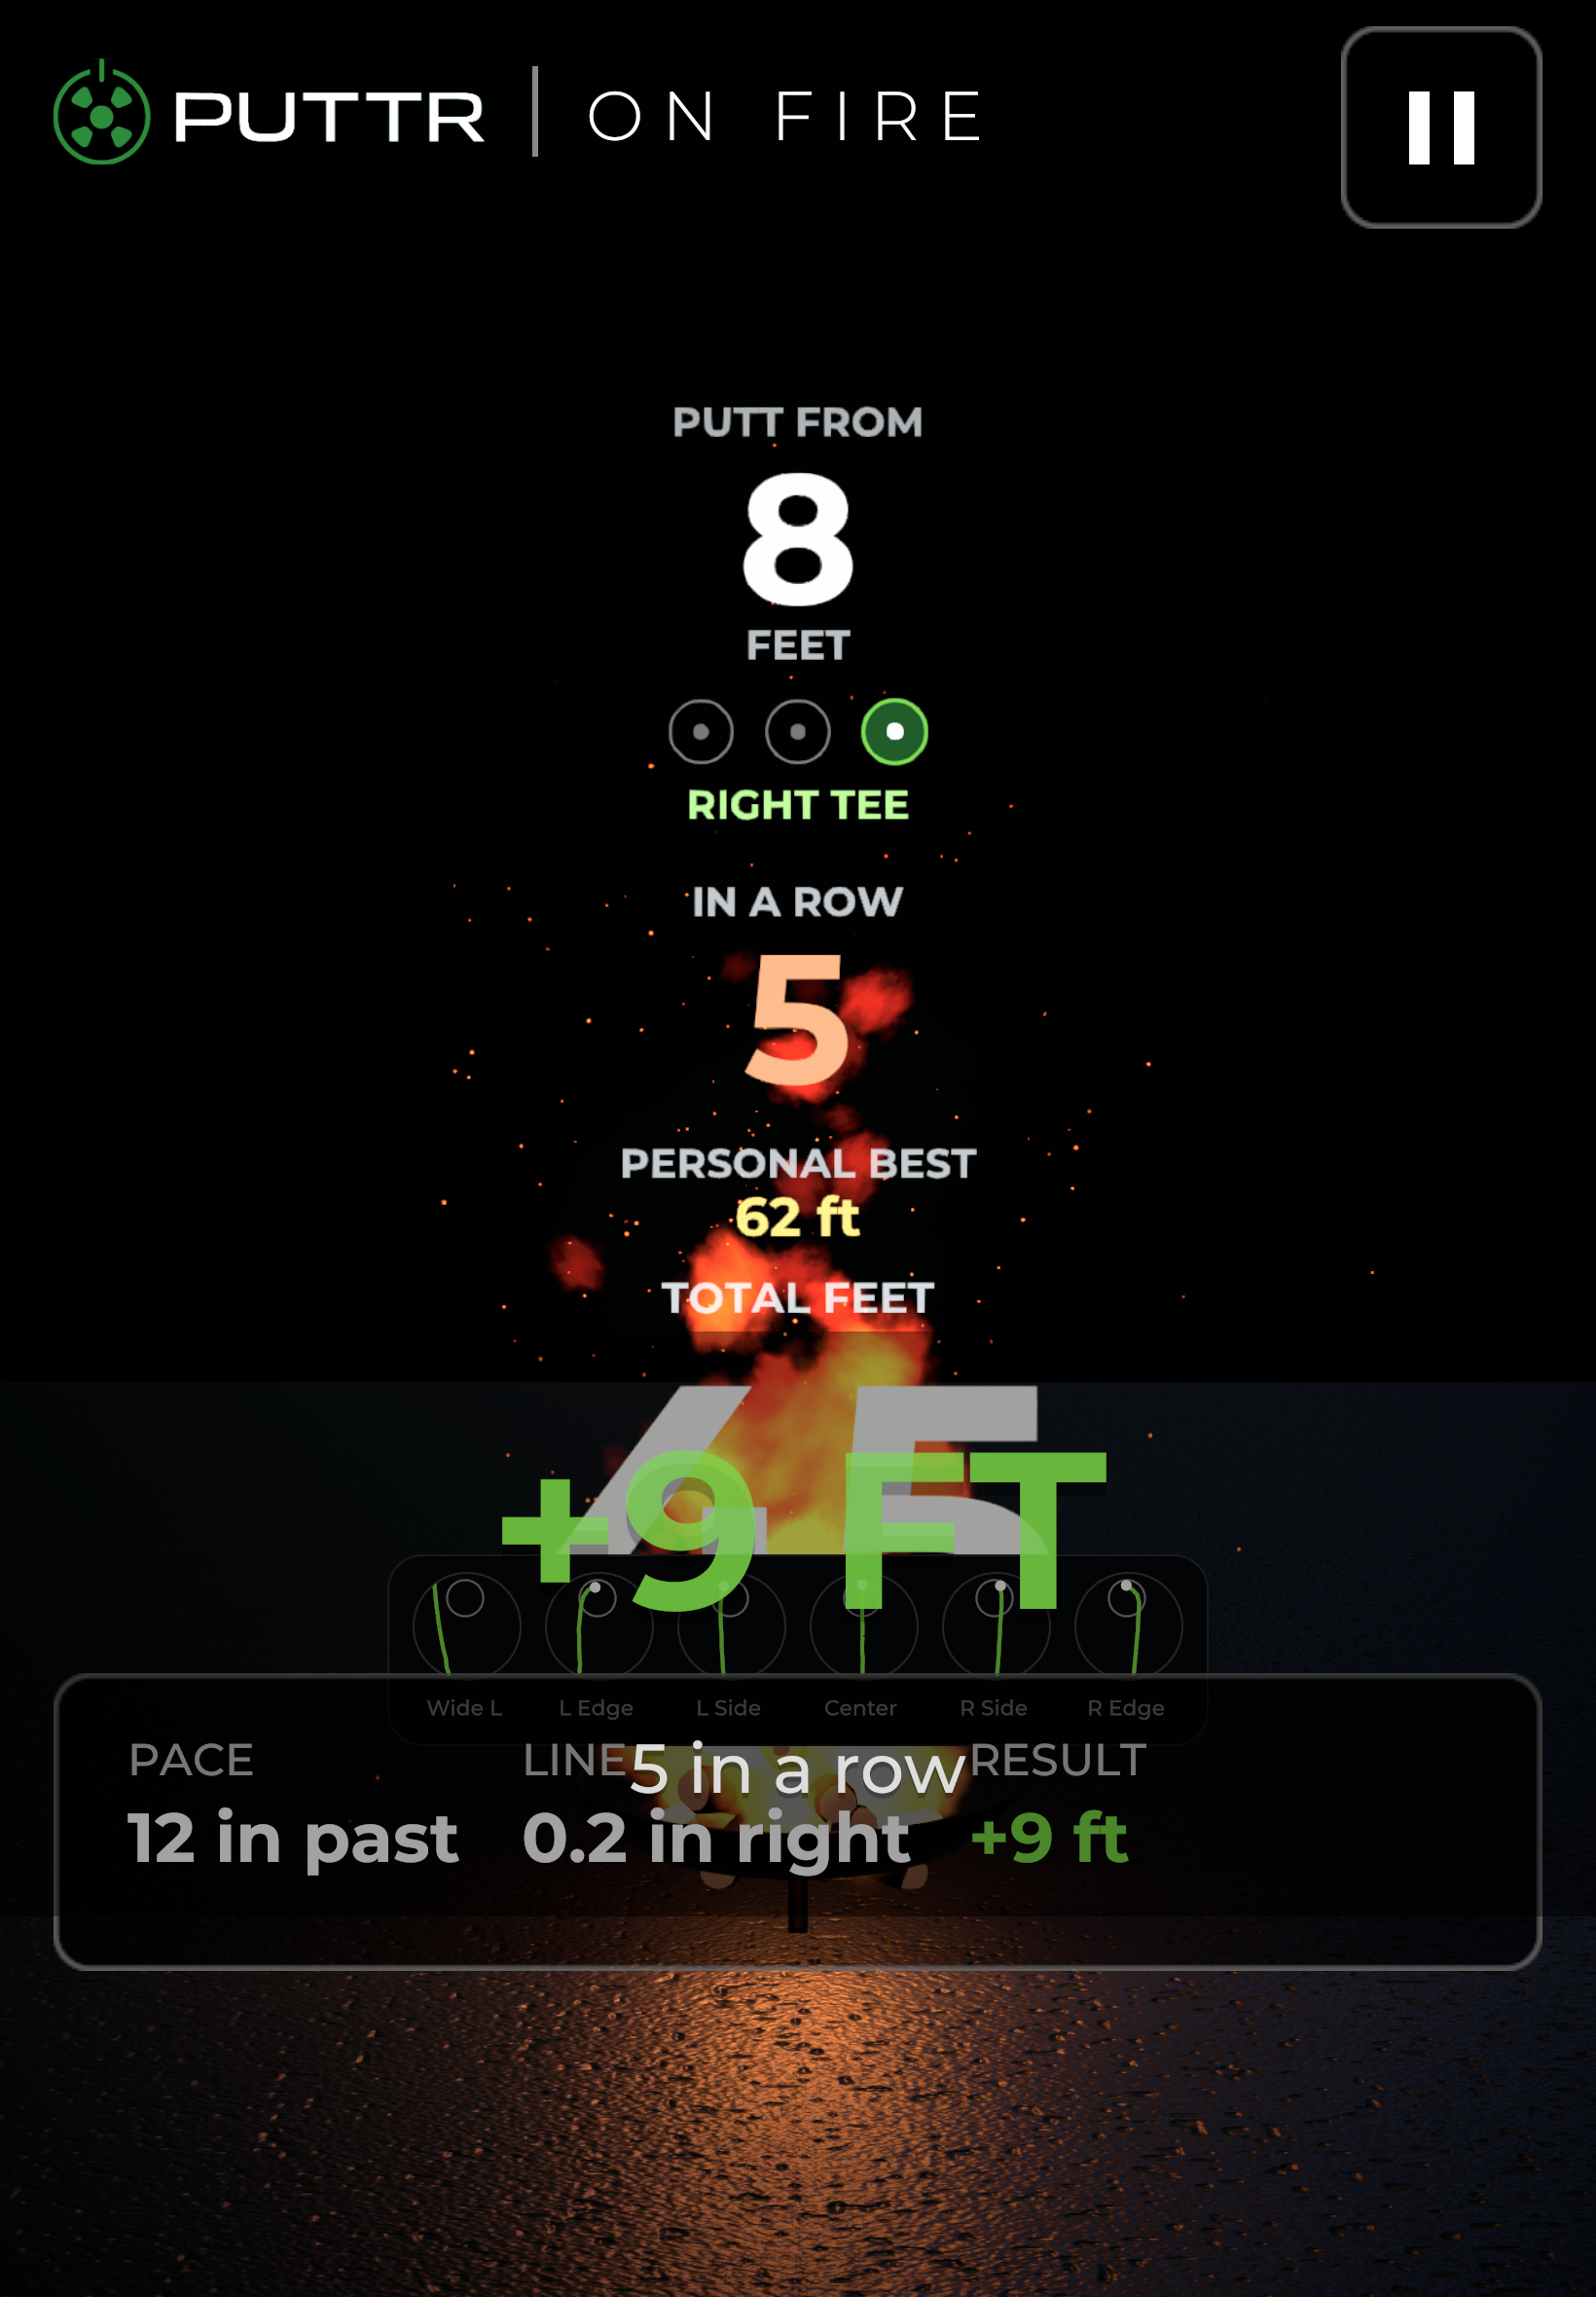 PUTTR | ON FIRE
PUTT FROM
8
FEET
RIGHT TEE
IN A ROW
5
PERSONAL BEST
62 ft
TOTAL FEET
+9 FT
Wide L
L Edge
L Side
Center
R Side
R Edge
5 in a row
PACE
LINE
RESULT
12 in past
0.2 in right
+9 ft